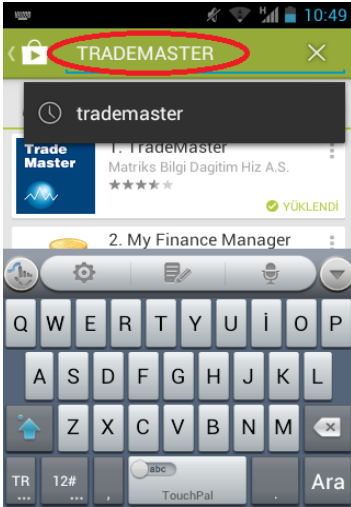 10:49
TRADEMASTER
trademaster
Trade
Master
1. TradeMaster
Matriks Bilgi Dagitim Hiz A.S.
YÜKLENDİ
2. My Finance Manager
Q W E R T Y U İ O P
A S D F G H J K L
Z X C V B N M
TR 12# , abc . Ara
TouchPal